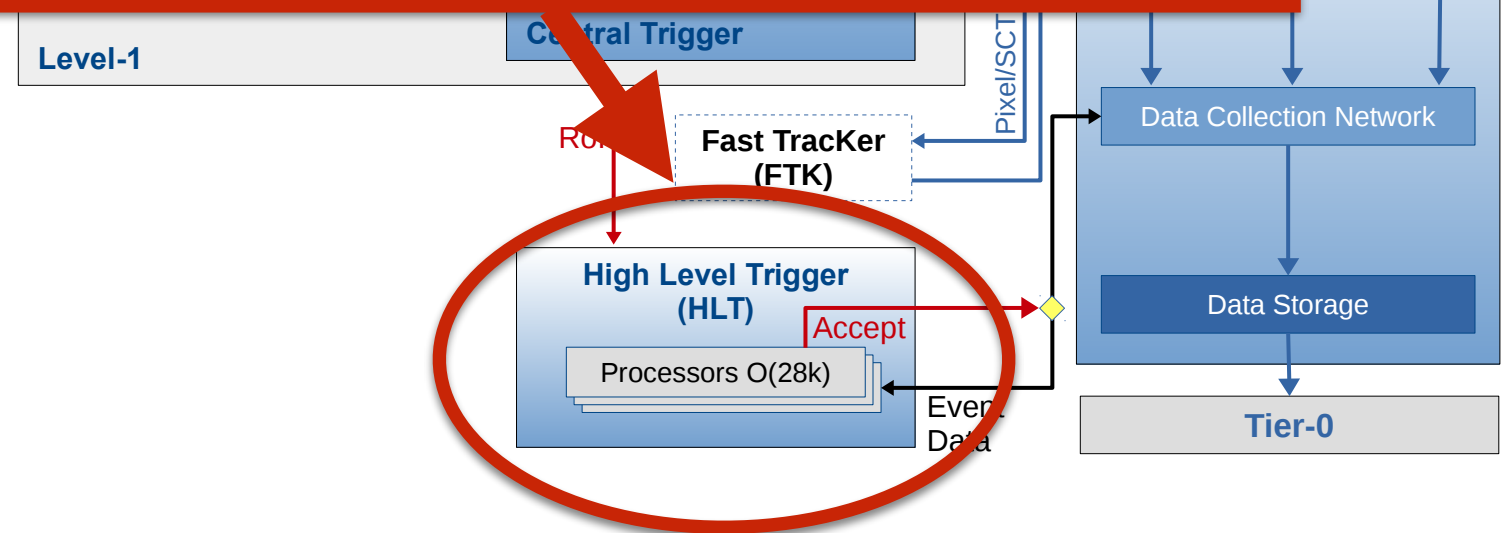 Central Trigger
Level-1
Pixel/SCT
Data Collection Network
Fast TracKer
(FTK)
High Level Trigger
(HLT)
Data Storage
Accept
Processors O(28k)
Event
Data
Tier-0